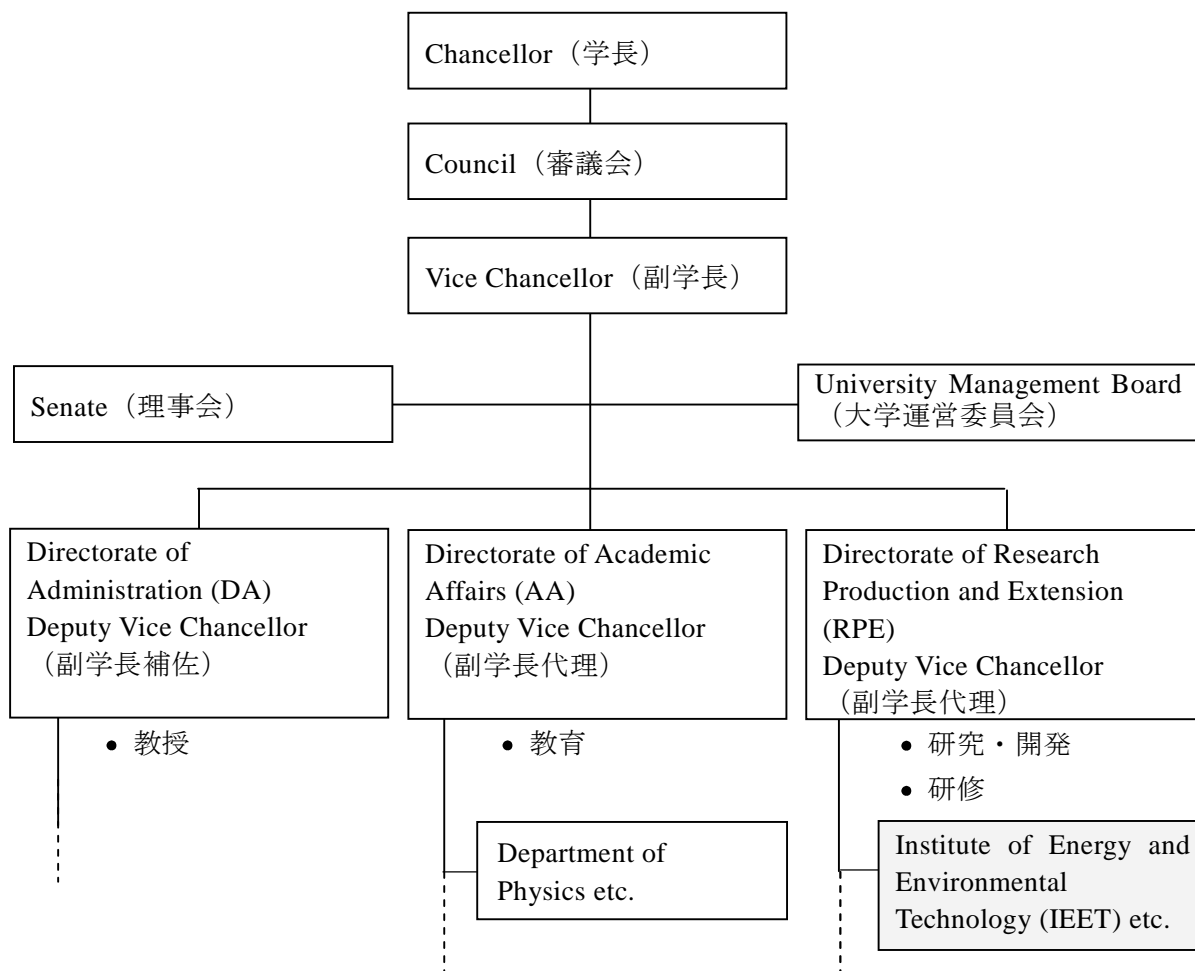 Chancellor（学長）
Council（審議会）
Vice Chancellor（副学長）
Senate（理事会）
University Management Board
（大学運営委員会）
Directorate of
Administration (DA)
Deputy Vice Chancellor
（副学長補佐）
• 教授
Directorate of Academic
Affairs (AA)
Deputy Vice Chancellor
（副学長代理）
• 教育
Department of
Physics etc.
Directorate of Research
Production and Extension
(RPE)
Deputy Vice Chancellor
（副学長代理）
• 研究・開発
• 研修
Institute of Energy and
Environmental
Technology (IEET) etc.